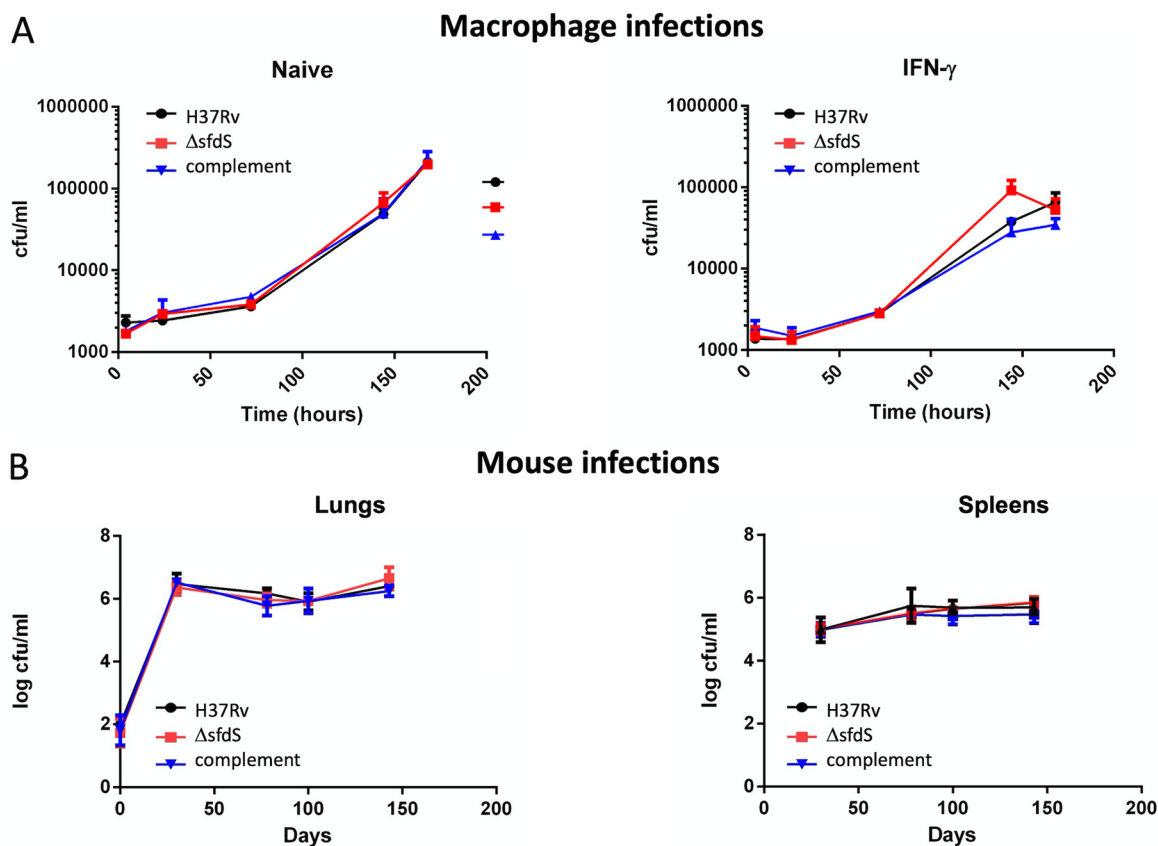 A
Macrophage infections
Naive
1000000
100000
10000
1000
cfu/ml
H37Rv
ΔsfdS
complement
0
50
100
150
200
Time (hours)
IFN-γ
1000000
100000
10000
1000
cfu/ml
H37Rv
ΔsfdS
complement
0
50
100
150
200
Time (hours)
B
Mouse infections
Lungs
8
6
4
2
0
log cfu/ml
H37Rv
ΔsfdS
complement
0
50
100
150
200
Days
Spleens
8
6
4
2
0
log cfu/ml
H37Rv
ΔsfdS
complement
0
50
100
150
200
Days